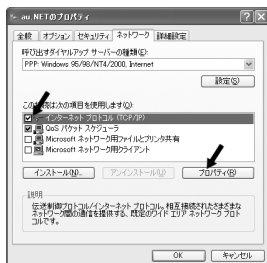 au.NETのプロパティ
全般 オプション セキュリティ ネットワーク 詳細設定
呼び出すダイヤルアップ サーバーの種類(E):
PPP: Windows 95/98/NT4/2000, Internet
設定(S)
この接続は次の項目を使用します(O):
インターネット プロトコル (TCP/IP)
QoS パケット スケジューラ
Microsoft ネットワーク用ファイルとプリンタ共有
Microsoft ネットワーク用クライアント
インストール(N)... アンインストール(U) プロパティ(R)
説明
伝送制御プロトコル/インターネット プロトコル。相互接続されたさまざまな
ネットワーク間の通信を提供する、既定のワイド エリア ネットワーク プロト
コルです。
OK キャンセル